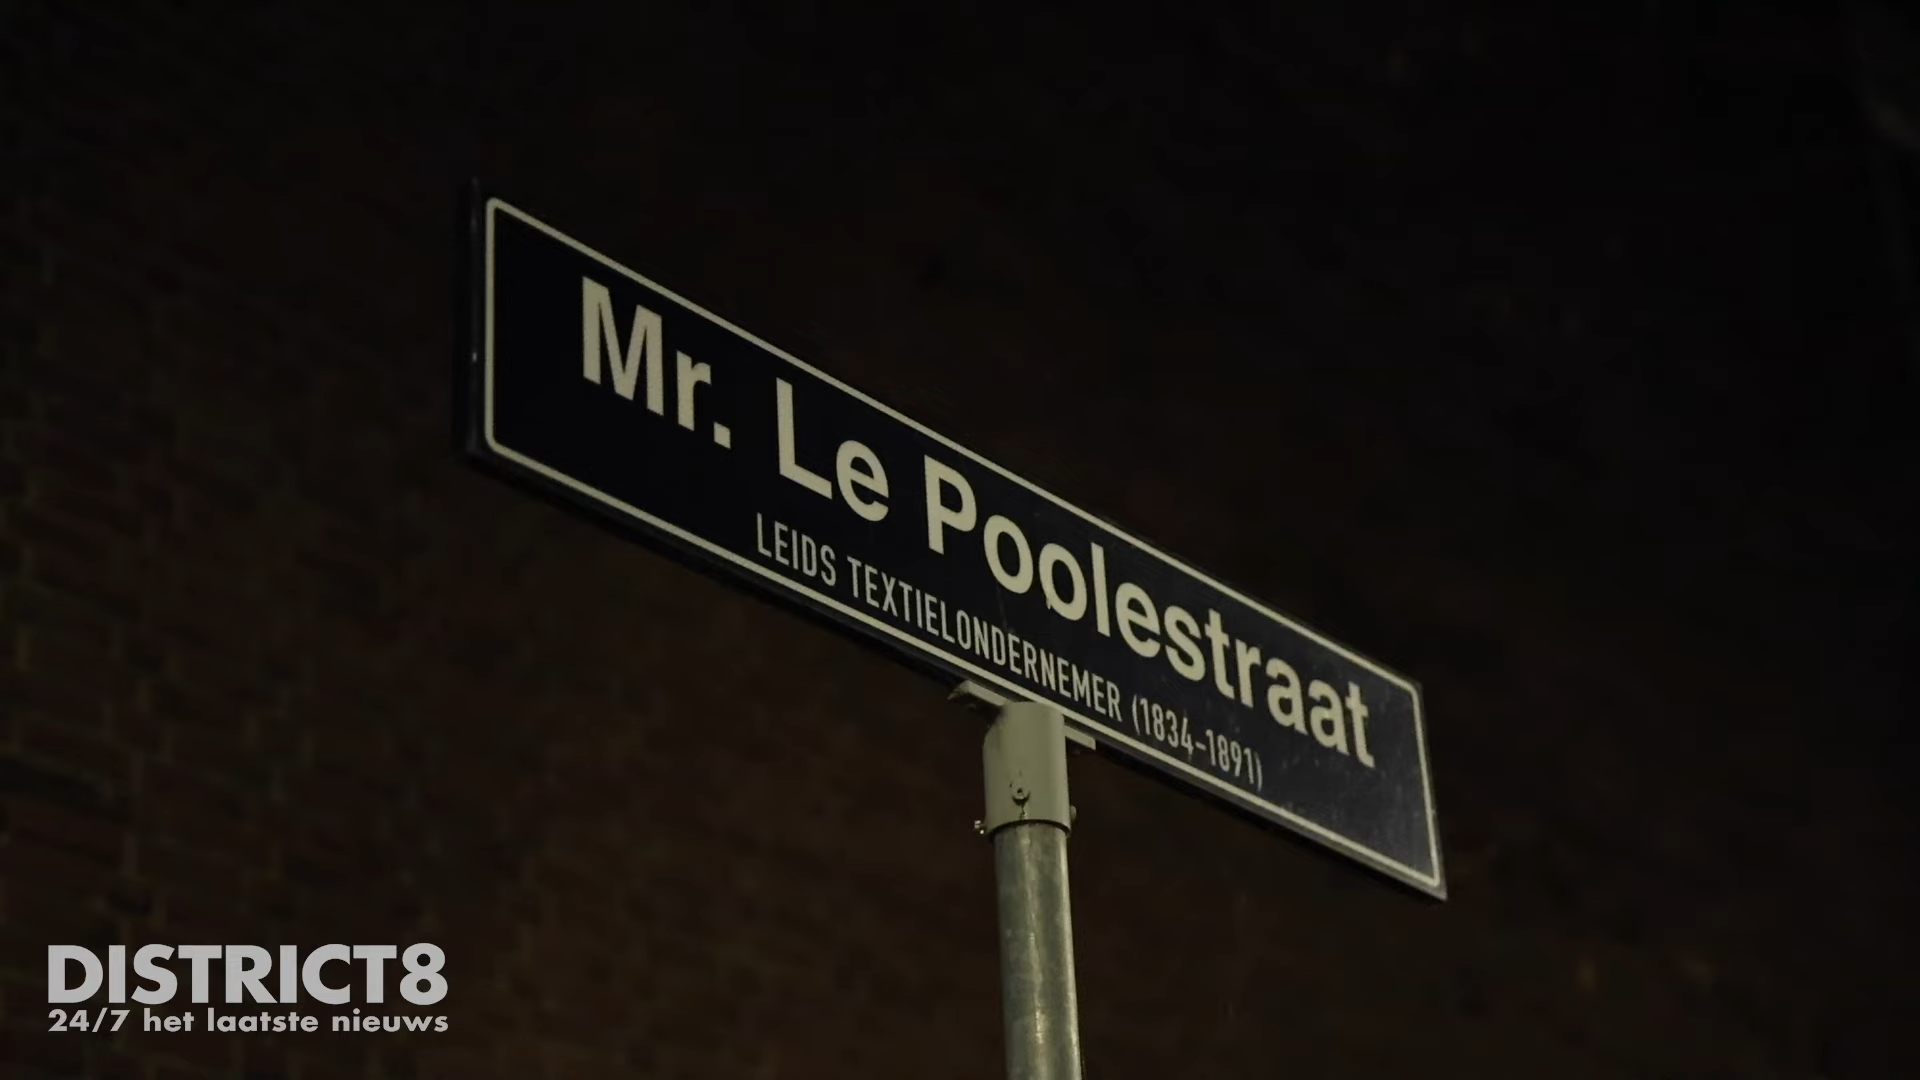 Mr. Le Poolestraat
LEIDS TEXTIELONDERNEMER (1834-1891)
DISTRICT8
24/7 het laatste nieuws